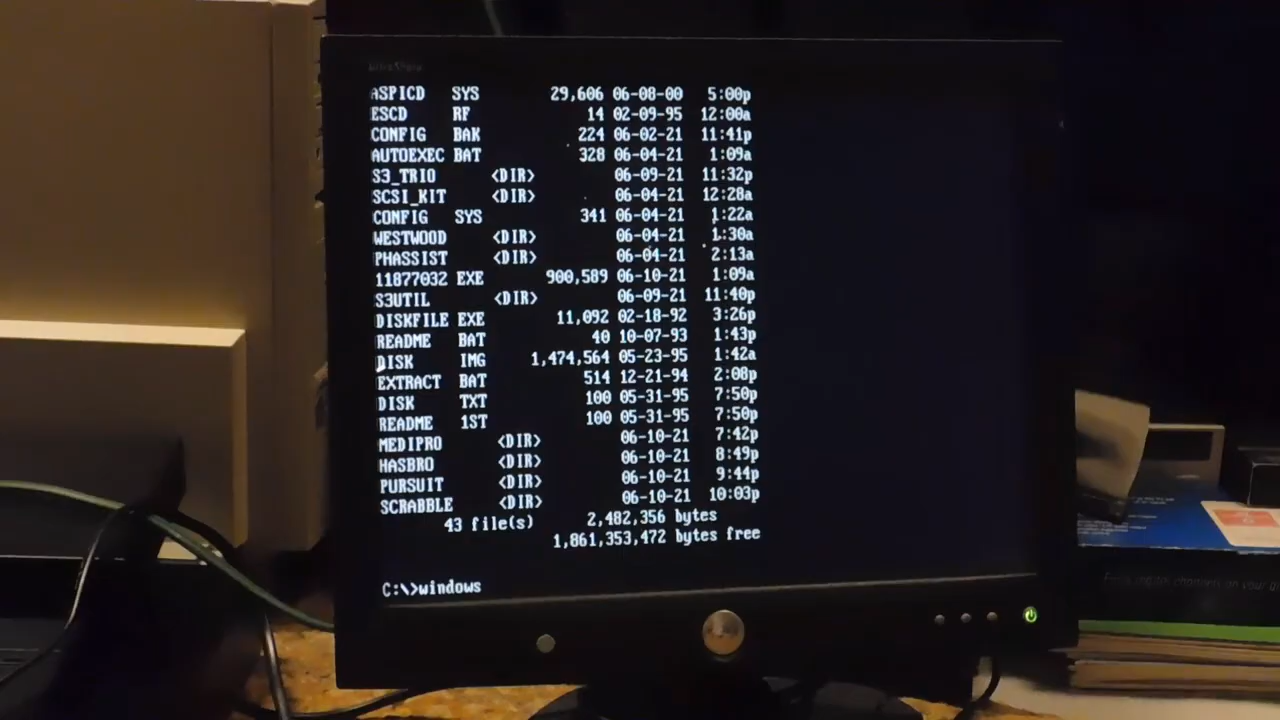 ASPICD SYS 29,606 06-08-00 5:00p
ESCD RF 14 02-09-95 12:00a
CONFIG BAK 224 06-02-21 11:41p
AUTOEXEC BAT 328 06-04-21 1:09a
S3_TRIO <DIR> 06-09-21 11:32p
SCSI_KIT <DIR> 06-04-21 12:28a
CONFIG SYS 341 06-04-21 1:22a
WESTWOOD <DIR> 06-04-21 1:30a
PHASSIST <DIR> 06-04-21 2:13a
11877032 EXE 900,589 06-10-21 1:09a
S3UTIL <DIR> 06-09-21 11:40p
DISKFILE EXE 11,092 02-18-92 3:26p
README BAT 40 10-07-93 1:43p
DISK IMG 1,474,564 05-23-95 1:42a
EXTRACT BAT 514 12-21-94 2:08p
DISK TXT 100 05-31-95 7:50p
README 1ST 100 05-31-95 7:50p
MEDIPRO <DIR> 06-10-21 7:42p
HASBRO <DIR> 06-10-21 8:49p
PURSUIT <DIR> 06-10-21 9:44p
SCRABBLE <DIR> 06-10-21 10:03p
43 file(s) 2,482,356 bytes
1,861,353,472 bytes free
C:\>windows